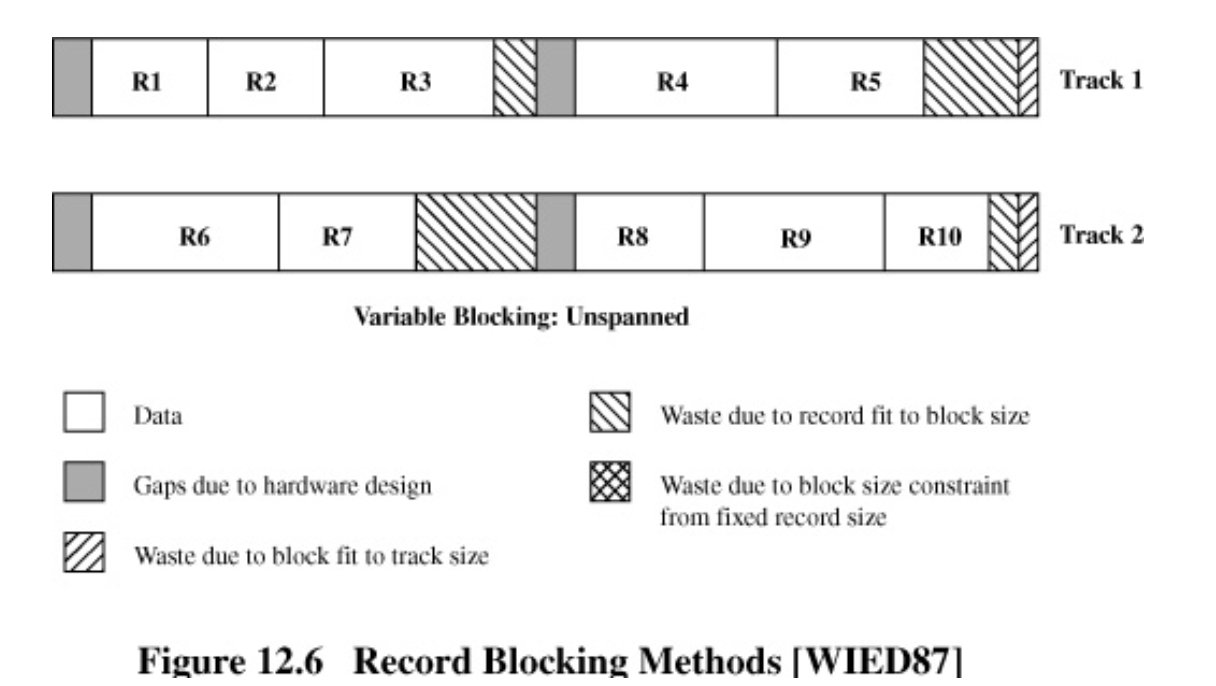 R1 R2 R3 R4 R5 Track 1
R6 R7 R8 R9 R10 Track 2
Variable Blocking: Unspanned
Data
Waste due to record fit to block size
Gaps due to hardware design
Waste due to block size constraint
from fixed record size
Waste due to block fit to track size
Figure 12.6 Record Blocking Methods [WIED87]